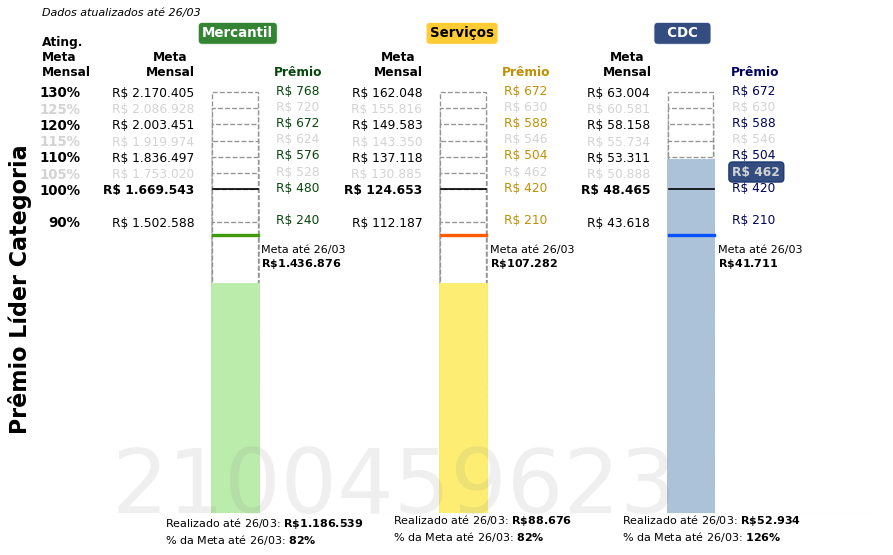 Dados atualizados até 26/03
Mercantil Serviços CDC
Ating.
Meta
Mensal
Meta
Mensal Prêmio Meta
Mensal Prêmio Meta
Mensal Prêmio
130% R$ 2.170.405 R$ 768 R$ 162.048 R$ 672 R$ 63.004 R$ 672
125% R$ 2.086.928 R$ 720 R$ 155.816 R$ 630 R$ 60.581 R$ 630
120% R$ 2.003.451 R$ 672 R$ 149.583 R$ 588 R$ 58.158 R$ 588
115% R$ 1.919.974 R$ 624 R$ 143.350 R$ 546 R$ 55.734 R$ 546
110% R$ 1.836.497 R$ 576 R$ 137.118 R$ 504 R$ 53.311 R$ 504
105% R$ 1.753.020 R$ 528 R$ 130.885 R$ 462 R$ 50.888 R$ 462
100% R$ 1.669.543 R$ 480 R$ 124.653 R$ 420 R$ 48.465 R$ 420
90% R$ 1.502.588 R$ 240 R$ 112.187 R$ 210 R$ 43.618 R$ 210
Meta até 26/03 Meta até 26/03 Meta até 26/03
R$1.436.876 R$107.282 R$41.711
Prêmio Líder Categoria
2100459623
Realizado até 26/03: R$1.186.539 Realizado até 26/03: R$88.676 Realizado até 26/03: R$52.934
% da Meta até 26/03: 82% % da Meta até 26/03: 82% % da Meta até 26/03: 126%